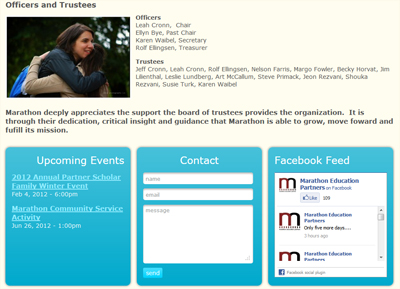 Officers and Trustees
Officers
Leah Cronn, Chair
Ellyn Bye, Past Chair
Karen Waibel, Secretary
Rolf Ellingsen, Treasurer
Trustees
Jeff Cronn, Leah Cronn, Rolf Ellingsen, Nelson Farris, Margo Fowler, Becky Horvat, Jim
Lilienthal, Leslie Lundberg, Art McCallum, Steve Primack, Jeon Rezvani, Shouka
Rezvani, Susie Turk, Karen Waibel
Marathon deeply appreciates the support the board of trustees provides the organization. It is
through their dedication, critical insight and guidance that Marathon is able to grow, move foward and
fufill its mission.
Upcoming Events
2012 Annual Partner Scholar
Family Winter Event
Feb 4, 2012 - 6:00pm
Marathon Community Service
Activity
Jun 26, 2012 - 1:00pm
Contact
name
email
message
send
Facebook Feed
Marathon Education
Partners on Facebook
Like 109
Marathon Education
Partners
Only five more days....
3 hours ago
Marathon Education
Partners
Facebook social plugin